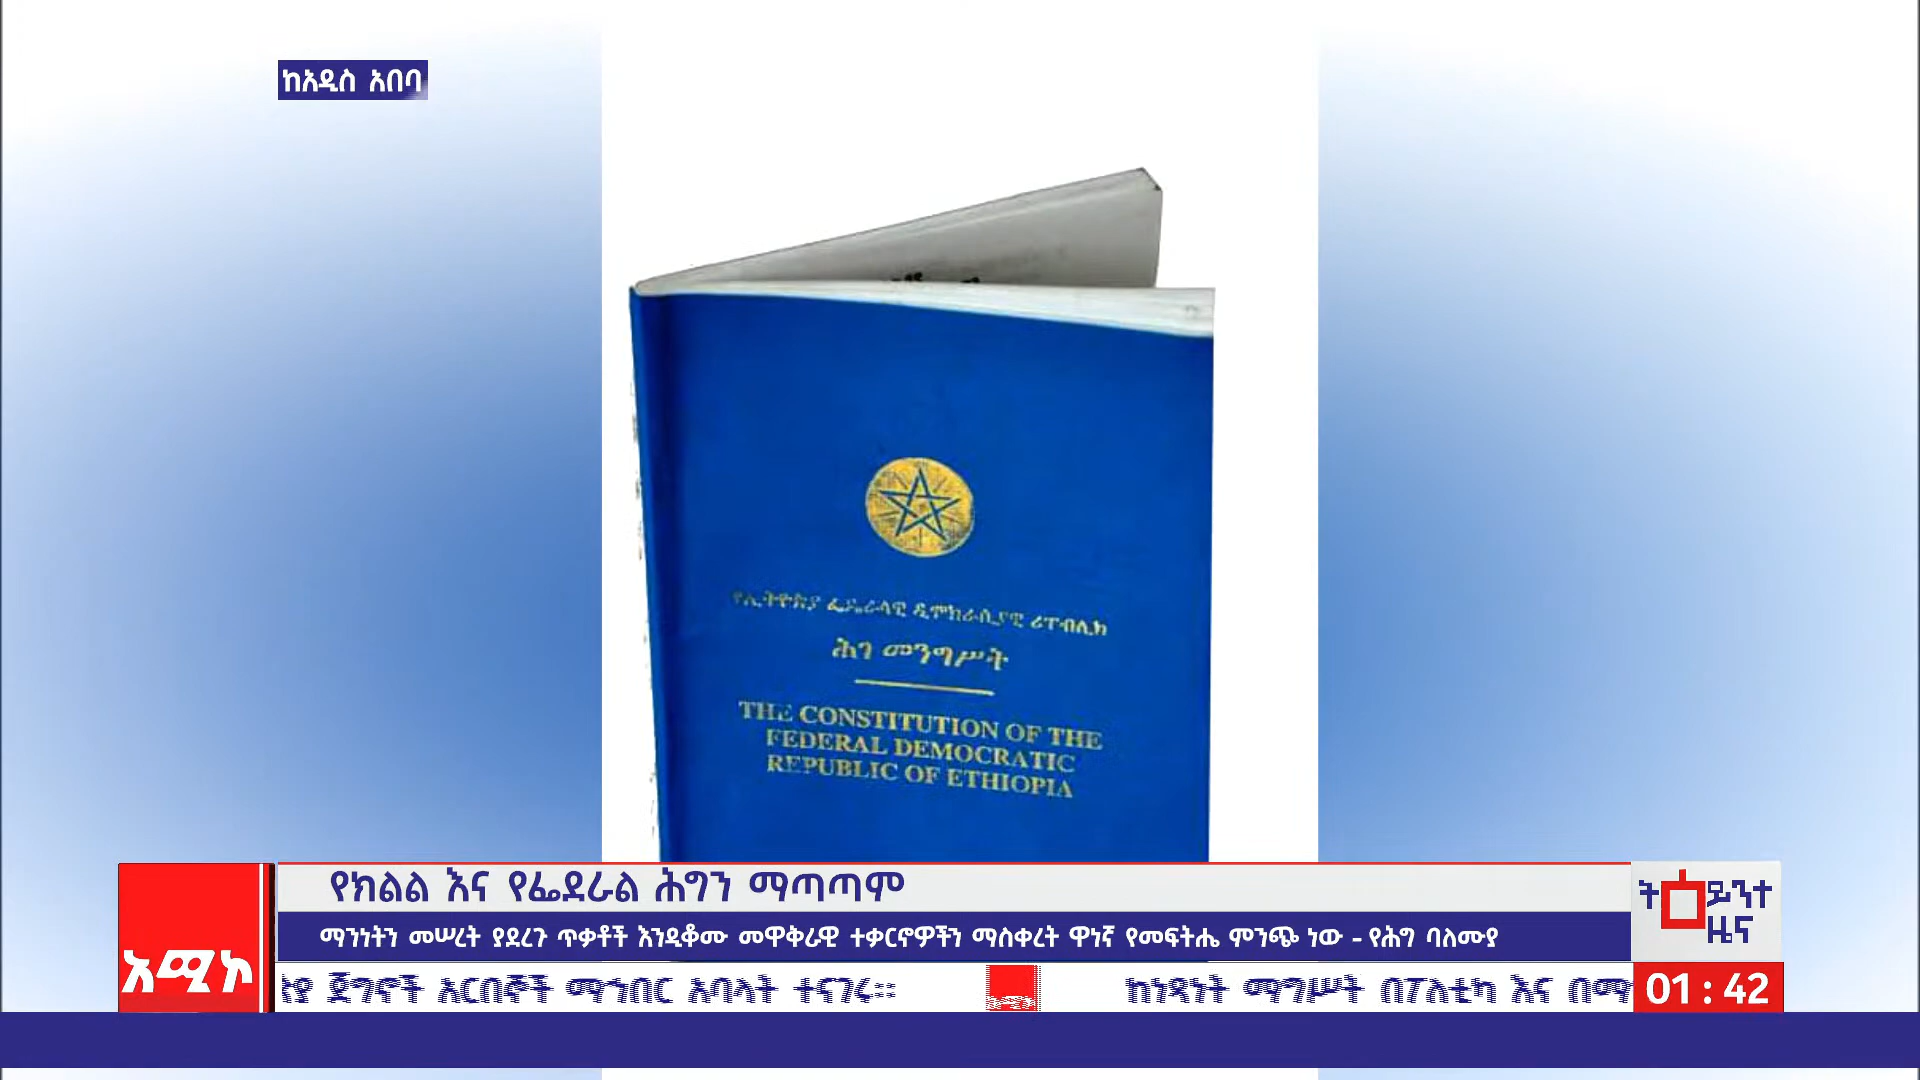 ከአዲስ አበባ
የኢትዮጵያ ፌዴራላዊ ዲሞክራሲያዊ ሪፐብሊክ
ሕገ መንግሥት
THE CONSTITUTION OF THE
FEDERAL DEMOCRATIC
REPUBLIC OF ETHIOPIA
የክልል እና የፌደራል ሕግን ማጣጣም
ማንነትን መሠረት ያደረጉ ጥቃቶች እንዲቆሙ መዋቅራዊ ተቃርኖዎችን ማስቀረት ዋነኛ የመፍትሔ ምንጭ ነው - የሕግ ባለሙያ
ትኩረት ይንት
ዜና
አሚኮ
ጀግኖች አርበኞች ማኅበር አባላት ተናገሩ።
ከነጻነት ማግሥት በፖለቲካ እና በማ
01:42